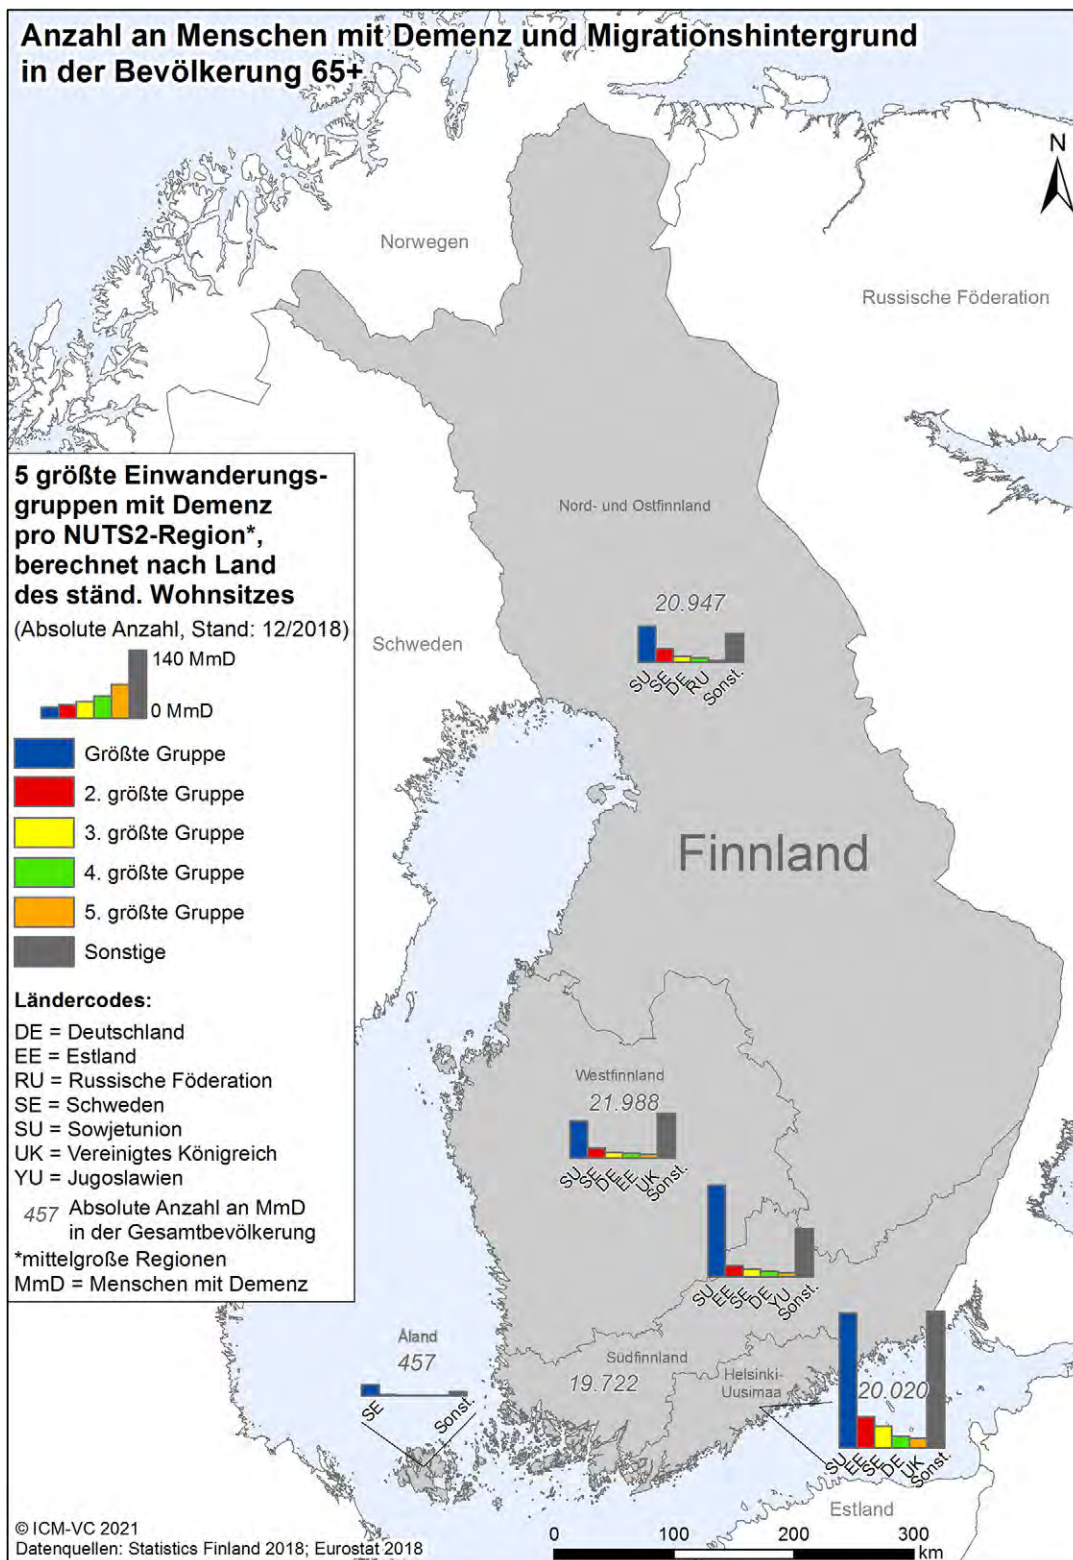 Anzahl an Menschen mit Demenz und Migrationshintergrund
in der Bevölkerung 65+
N
Norwegen
Russische Föderation
5 größte Einwanderungs-
gruppen mit Demenz
pro NUTS2-Region*,
berechnet nach Land
des ständ. Wohnsitzes
(Absolute Anzahl, Stand: 12/2018)
140 MmD
0 MmD
Größte Gruppe
2. größte Gruppe
3. größte Gruppe
4. größte Gruppe
5. größte Gruppe
Sonstige
Ländercodes:
DE = Deutschland
EE = Estland
RU = Russische Föderation
SE = Schweden
SU = Sowjetunion
UK = Vereinigtes Königreich
YU = Jugoslawien
457 Absolute Anzahl an MmD
in der Gesamtbevölkerung
*mittelgroße Regionen
MmD = Menschen mit Demenz
Nord- und Ostfinnland
20.947
SU SE DE RU Sonst.
Schweden
Finnland
Westfinnland
21.988
SU SE DE EE UK Sonst.
SU EE SE DE YU Sonst.
Åland
457
SE Sonst.
Südfinnland
19.722
Helsinki-
Uusimaa
20.020
SU EE SE DE UK Sonst.
Estland
© ICM-VC 2021
Datenquellen: Statistics Finland 2018; Eurostat 2018
0 100 200 300
km